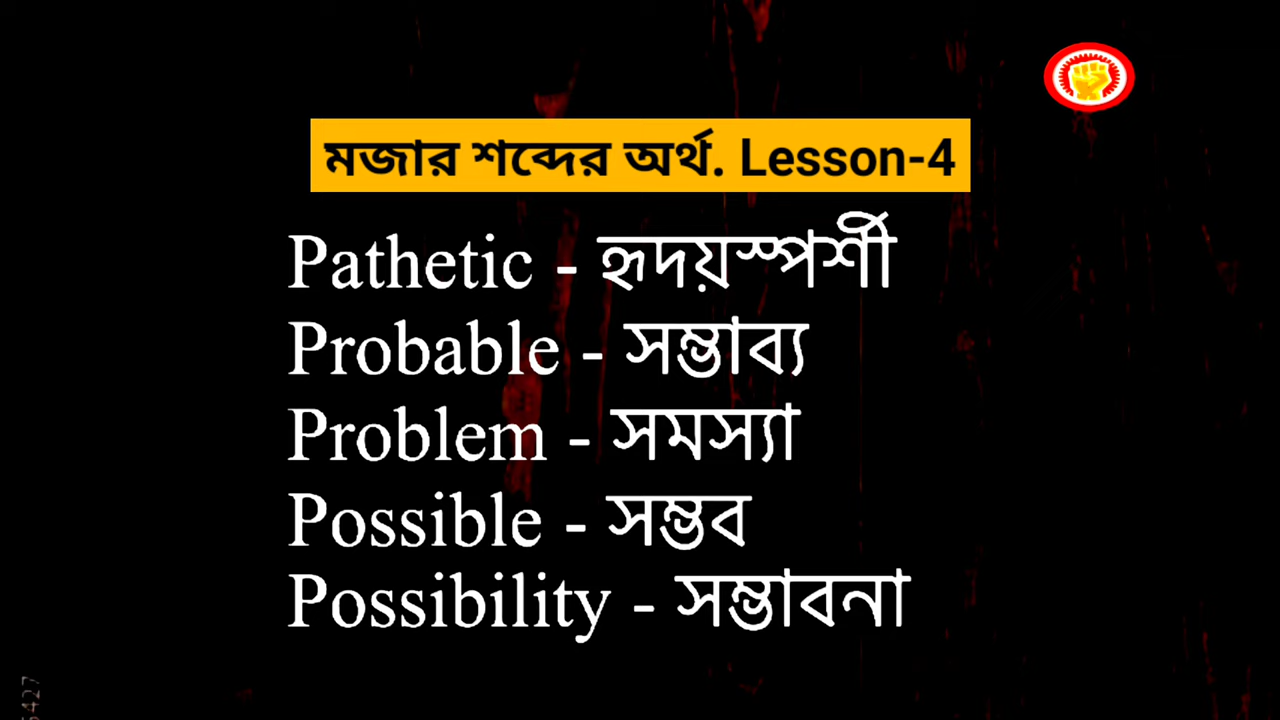 মজার শব্দের অর্থ. Lesson-4
Pathetic - হৃদয়স্পর্শী
Probable - সম্ভাব্য
Problem - সমস্যা
Possible - সম্ভব
Possibility - সম্ভাবনা